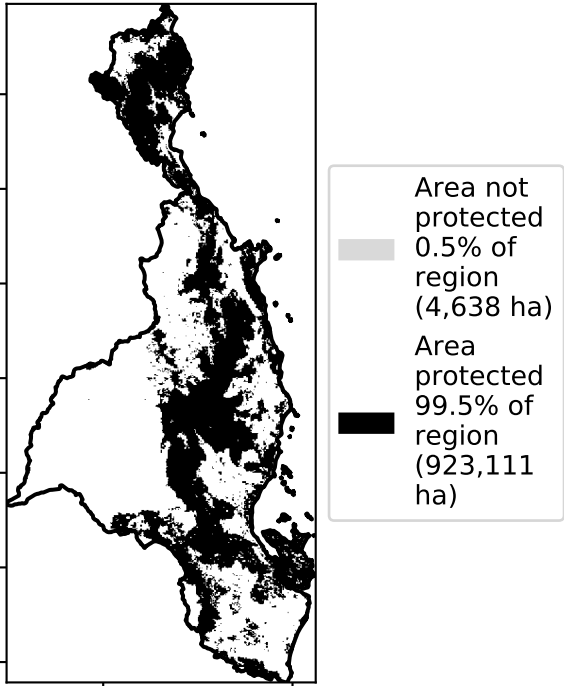 Area not
protected
0.5% of
region
(4,638 ha)
Area
protected
99.5% of
region
(923,111
ha)